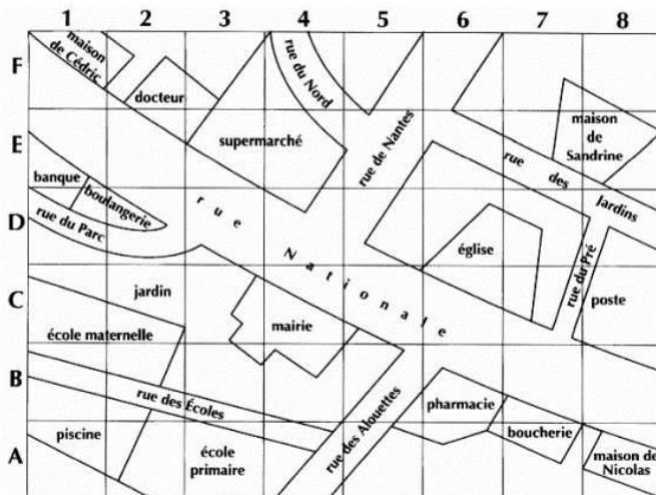 1 2 3 4 5 6 7 8
F
maison
de Cédric
docteur
rue du Nord
E
supermarché
rue de Nantes
rue des Jardins
maison
de
Sandrine
banque
boulangerie
D
rue du Parc
rue Nationale
église
rue du Pré
poste
C
jardin
mairie
école maternelle
B
rue des Écoles
rue des Alouettes
pharmacie
boucherie
A
piscine
école
primaire
maison de
Nicolas